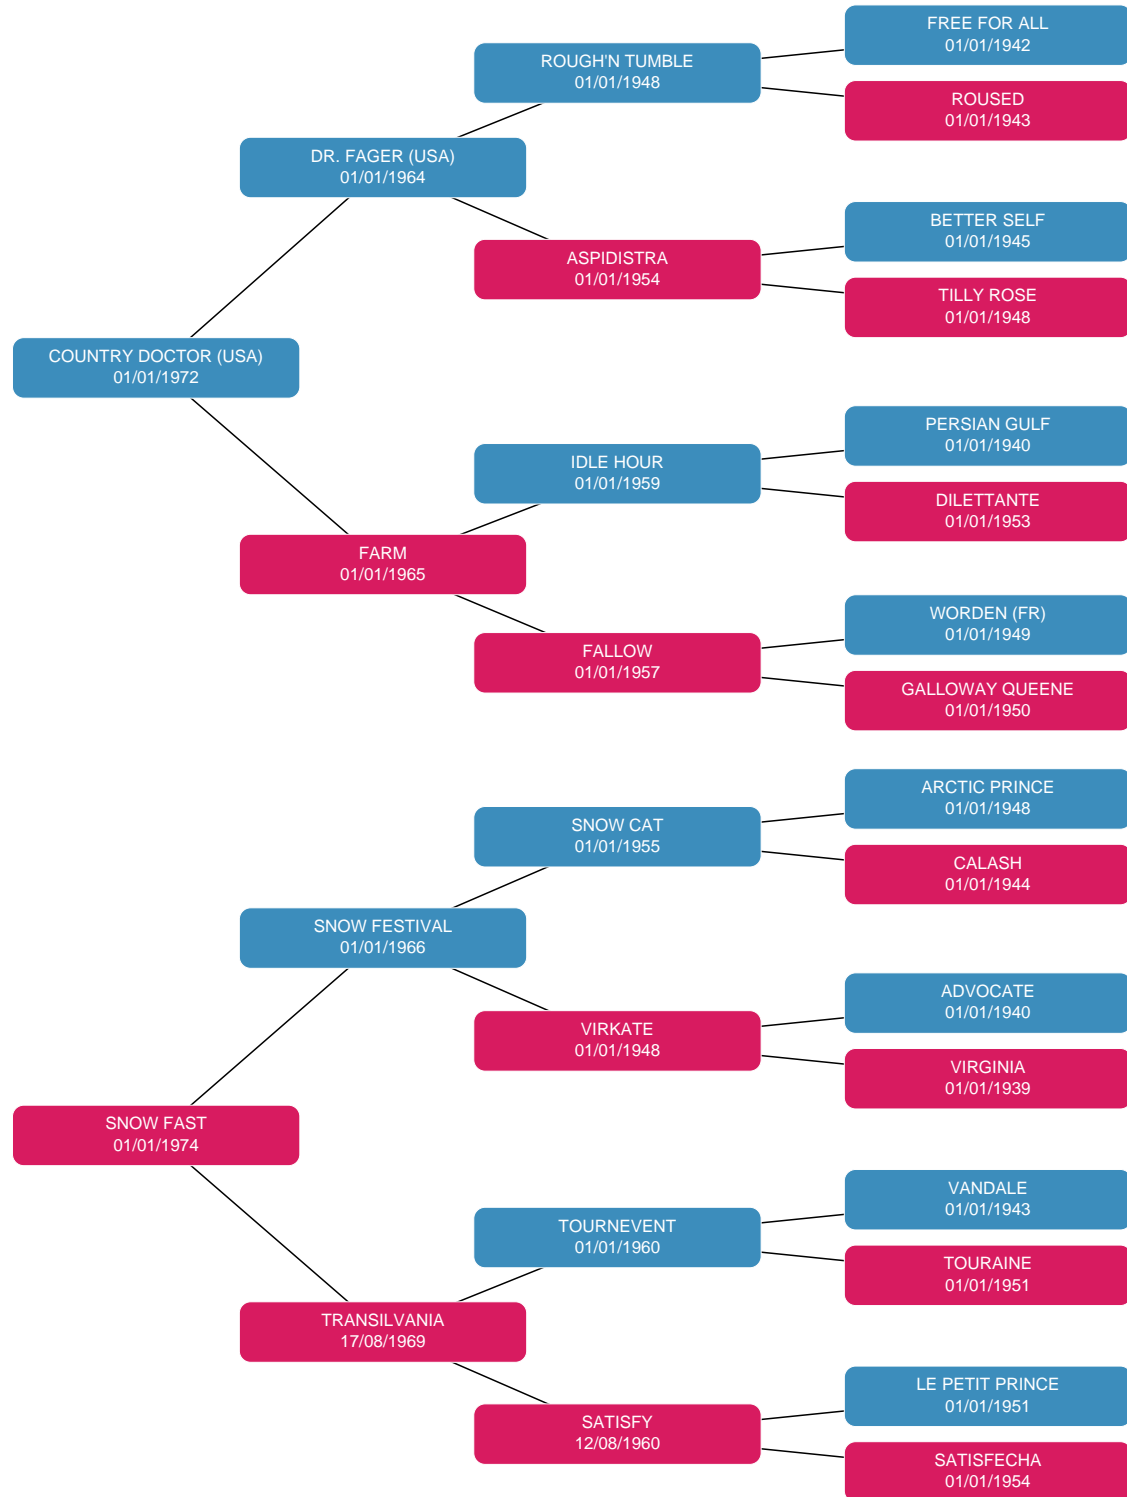 FREE FOR ALL
01/01/1942
ROUGH'N TUMBLE
01/01/1948
ROUSED
01/01/1943
DR. FAGER (USA)
01/01/1964
BETTER SELF
01/01/1945
ASPIDISTRA
01/01/1954
TILLY ROSE
01/01/1948
COUNTRY DOCTOR (USA)
01/01/1972
PERSIAN GULF
01/01/1940
IDLE HOUR
01/01/1959
DILETTANTE
01/01/1953
FARM
01/01/1965
WORDEN (FR)
01/01/1949
FALLOW
01/01/1957
GALLOWAY QUEENE
01/01/1950
ARCTIC PRINCE
01/01/1948
SNOW CAT
01/01/1955
CALASH
01/01/1944
SNOW FESTIVAL
01/01/1966
ADVOCATE
01/01/1940
VIRKATE
01/01/1948
VIRGINIA
01/01/1939
SNOW FAST
01/01/1974
VANDALE
01/01/1943
TOURNEVENT
01/01/1960
TOURAINE
01/01/1951
TRANSILVANIA
17/08/1969
LE PETIT PRINCE
01/01/1951
SATISFY
12/08/1960
SATISFECHA
01/01/1954